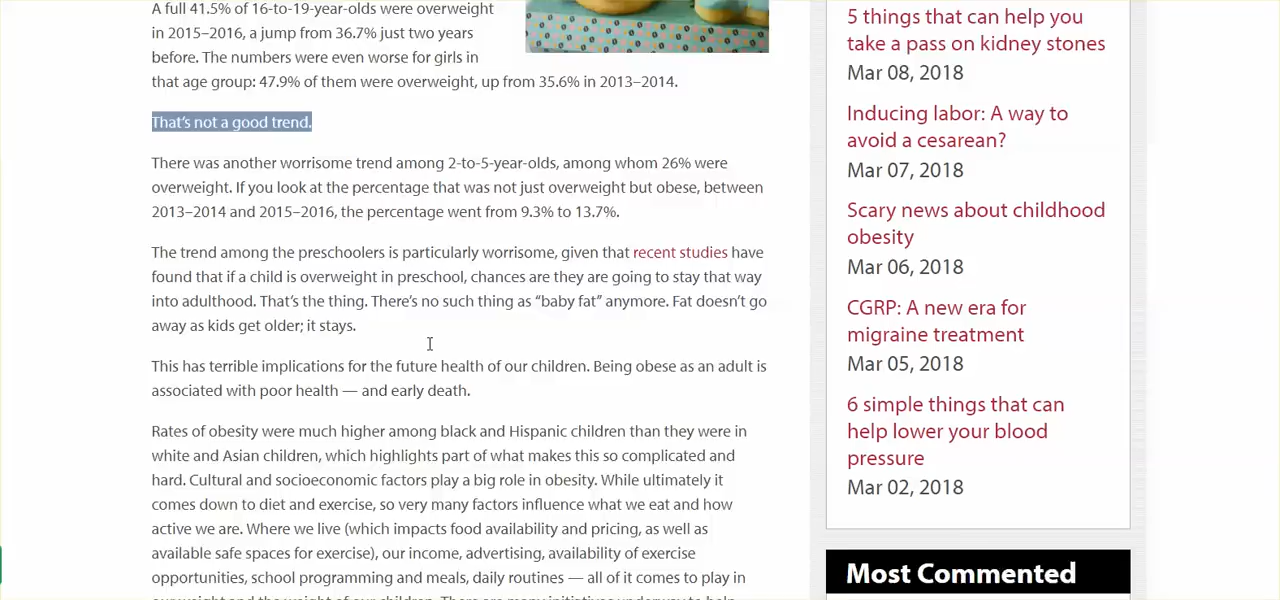 A full 41.5% of 16-to-19-year-olds were overweight
in 2015–2016, a jump from 36.7% just two years
before. The numbers were even worse for girls in
that age group: 47.9% of them were overweight, up from 35.6% in 2013–2014.
That’s not a good trend.
There was another worrisome trend among 2-to-5-year-olds, among whom 26% were
overweight. If you look at the percentage that was not just overweight but obese, between
2013–2014 and 2015–2016, the percentage went from 9.3% to 13.7%.
The trend among the preschoolers is particularly worrisome, given that recent studies have
found that if a child is overweight in preschool, chances are they are going to stay that way
into adulthood. That’s the thing. There’s no such thing as “baby fat” anymore. Fat doesn’t go
away as kids get older; it stays.
This has terrible implications for the future health of our children. Being obese as an adult is
associated with poor health — and early death.
Rates of obesity were much higher among black and Hispanic children than they were in
white and Asian children, which highlights part of what makes this so complicated and
hard. Cultural and socioeconomic factors play a big role in obesity. While ultimately it
comes down to diet and exercise, so very many factors influence what we eat and how
active we are. Where we live (which impacts food availability and pricing, as well as
available safe spaces for exercise), our income, advertising, availability of exercise
opportunities, school programming and meals, daily routines — all of it comes to play in
our weight and the weight of our children. There are many initiatives underway to help
5 things that can help you
take a pass on kidney stones
Mar 08, 2018
Inducing labor: A way to
avoid a cesarean?
Mar 07, 2018
Scary news about childhood
obesity
Mar 06, 2018
CGRP: A new era for
migraine treatment
Mar 05, 2018
6 simple things that can
help lower your blood
pressure
Mar 02, 2018
Most Commented